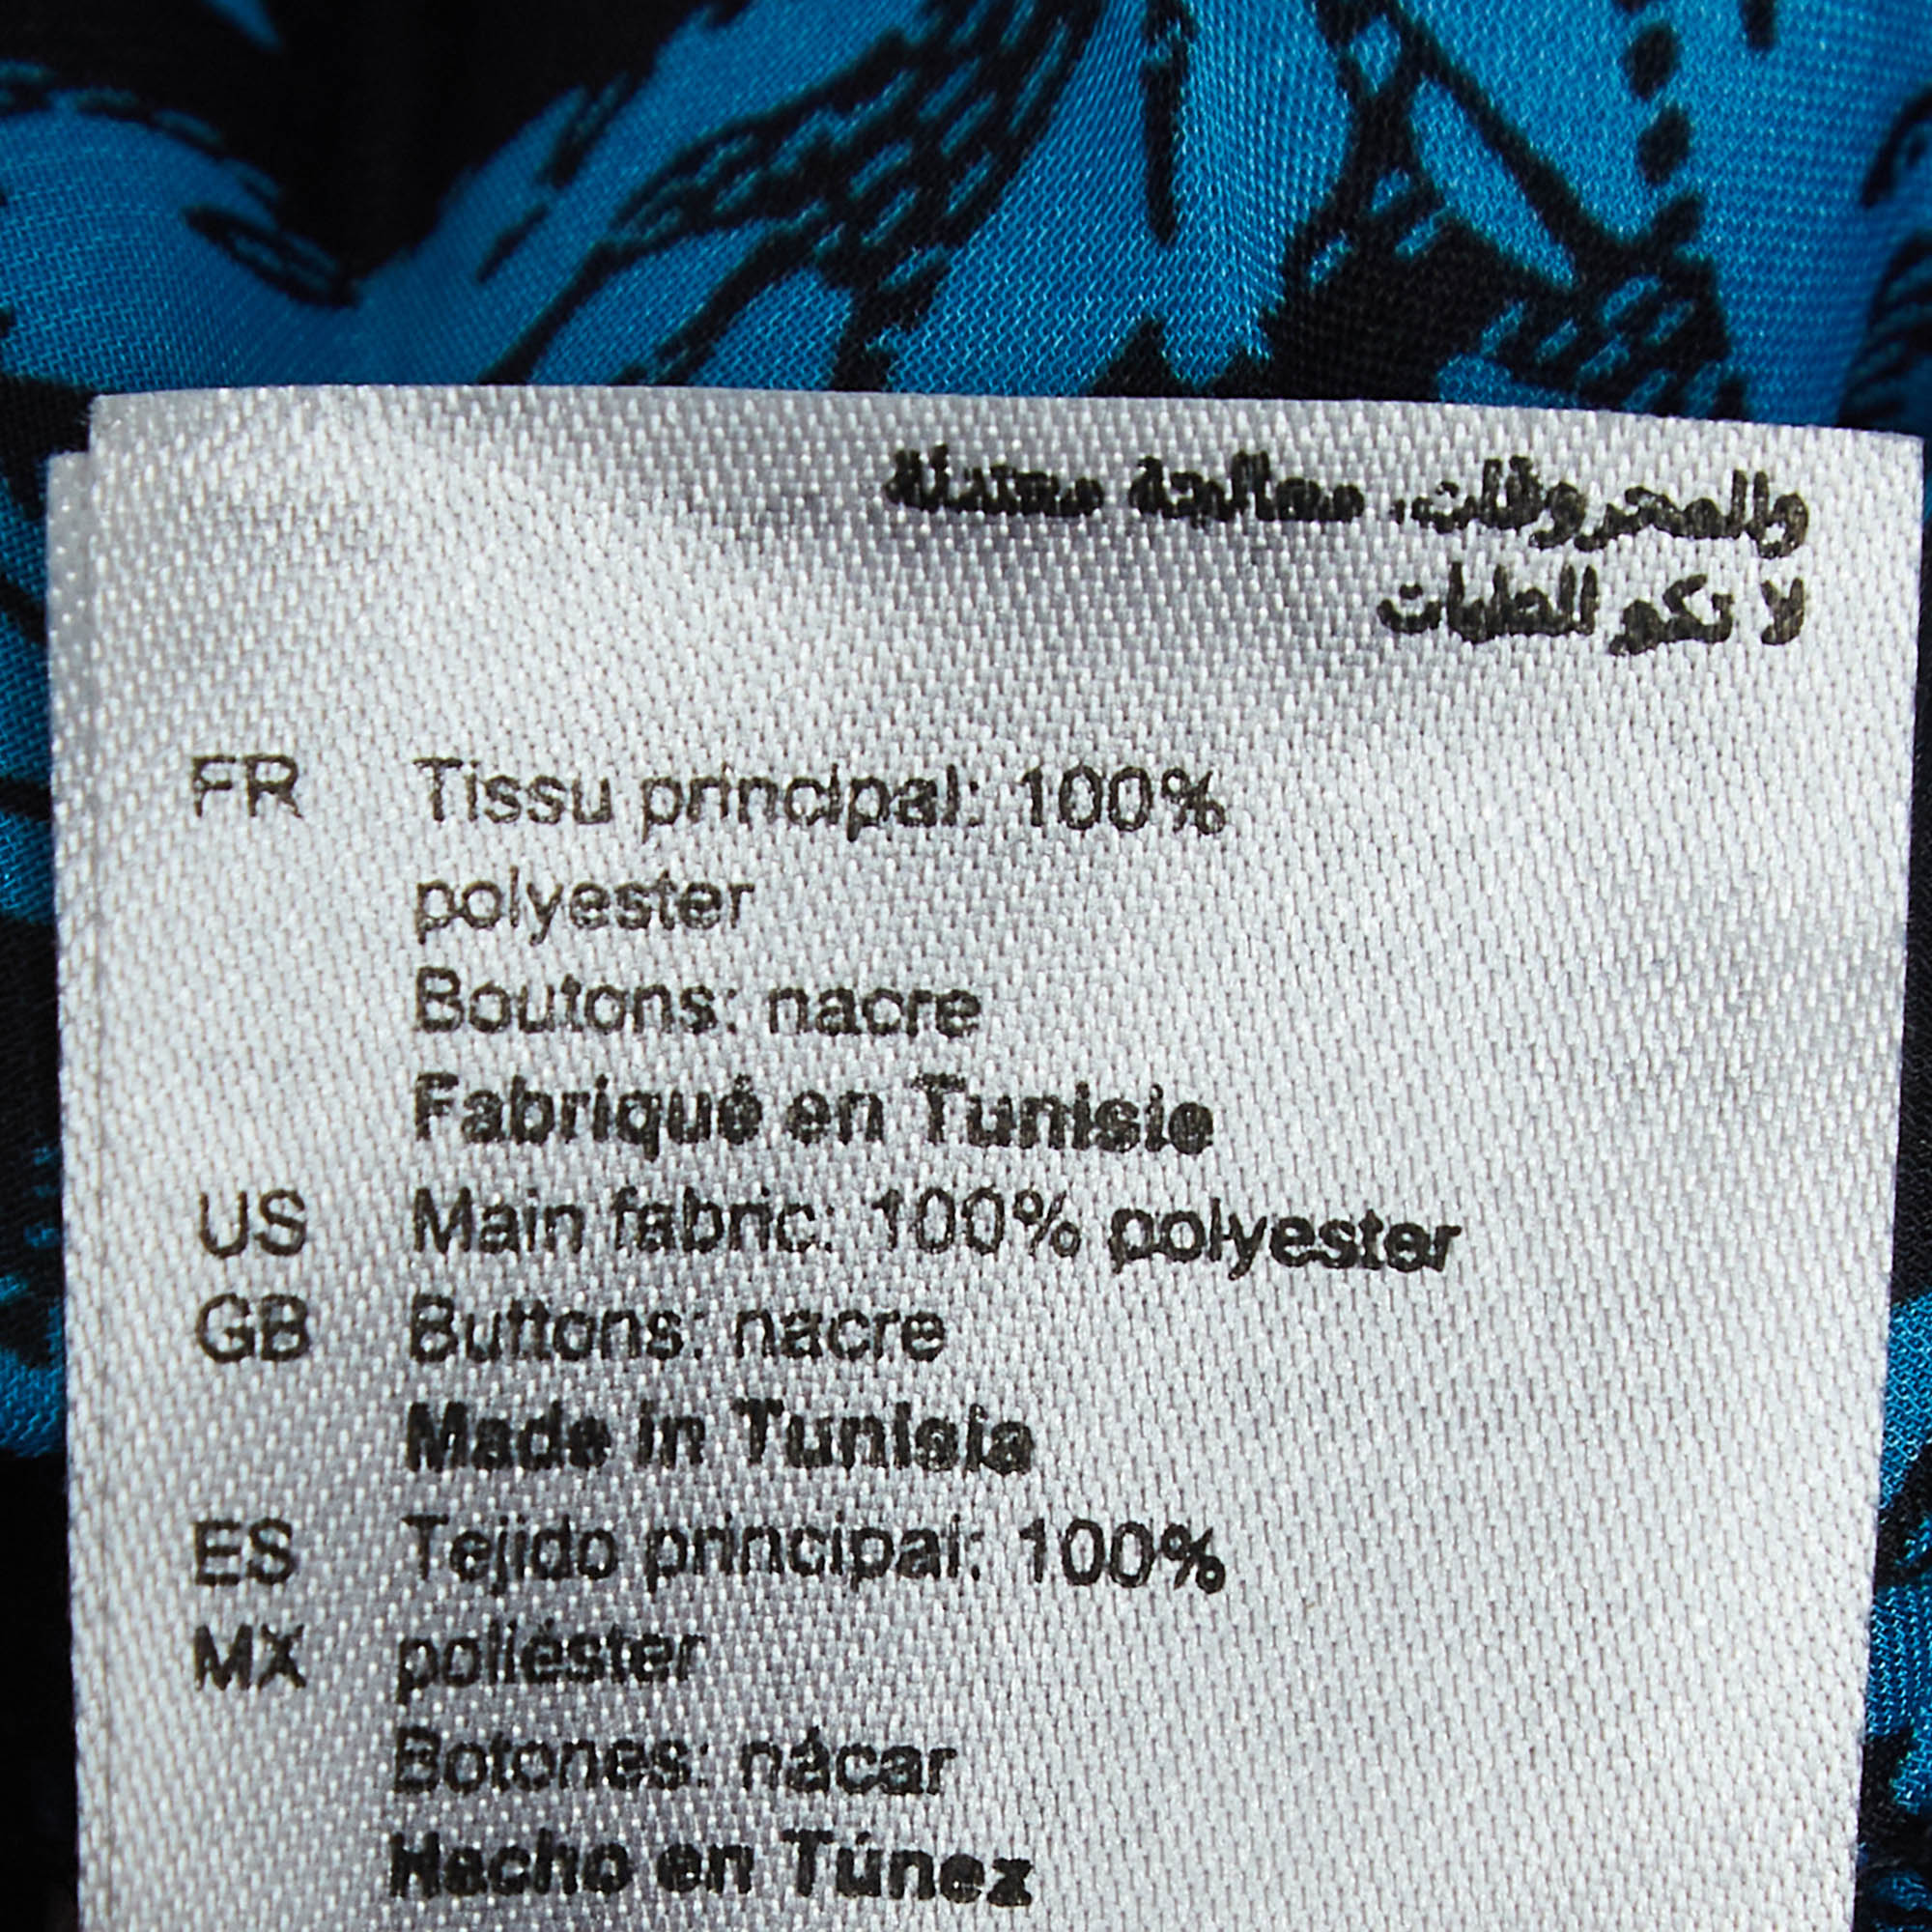 والمحروقات، معالجة معتدلة
لا تكو الطيات
FR Tissu principal: 100%
polyester
Boutons: nacre
Fabriqué en Tunisie
US Main fabric: 100% polyester
GB Buttons: nacre
Made in Tunisia
ES Tejido principal: 100%
MX poliéster
Botones: nácar
Hecho en Túnez